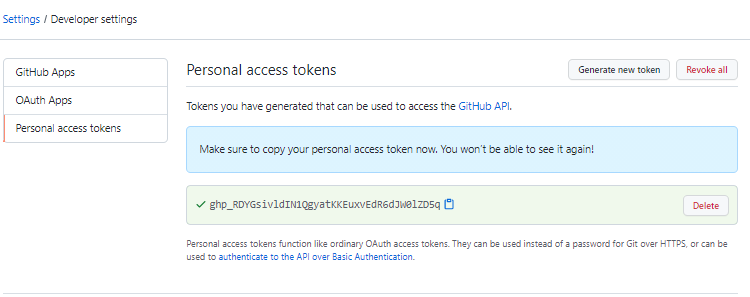 Settings / Developer settings
GitHub Apps
OAuth Apps
Personal access tokens
Personal access tokens
Generate new token
Revoke all
Tokens you have generated that can be used to access the GitHub API.
Make sure to copy your personal access token now. You won't be able to see it again!
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
Delete
Personal access tokens function like ordinary OAuth access tokens. They can be used instead of a password for Git over HTTPS, or can be
used to authenticate to the API over Basic Authentication.